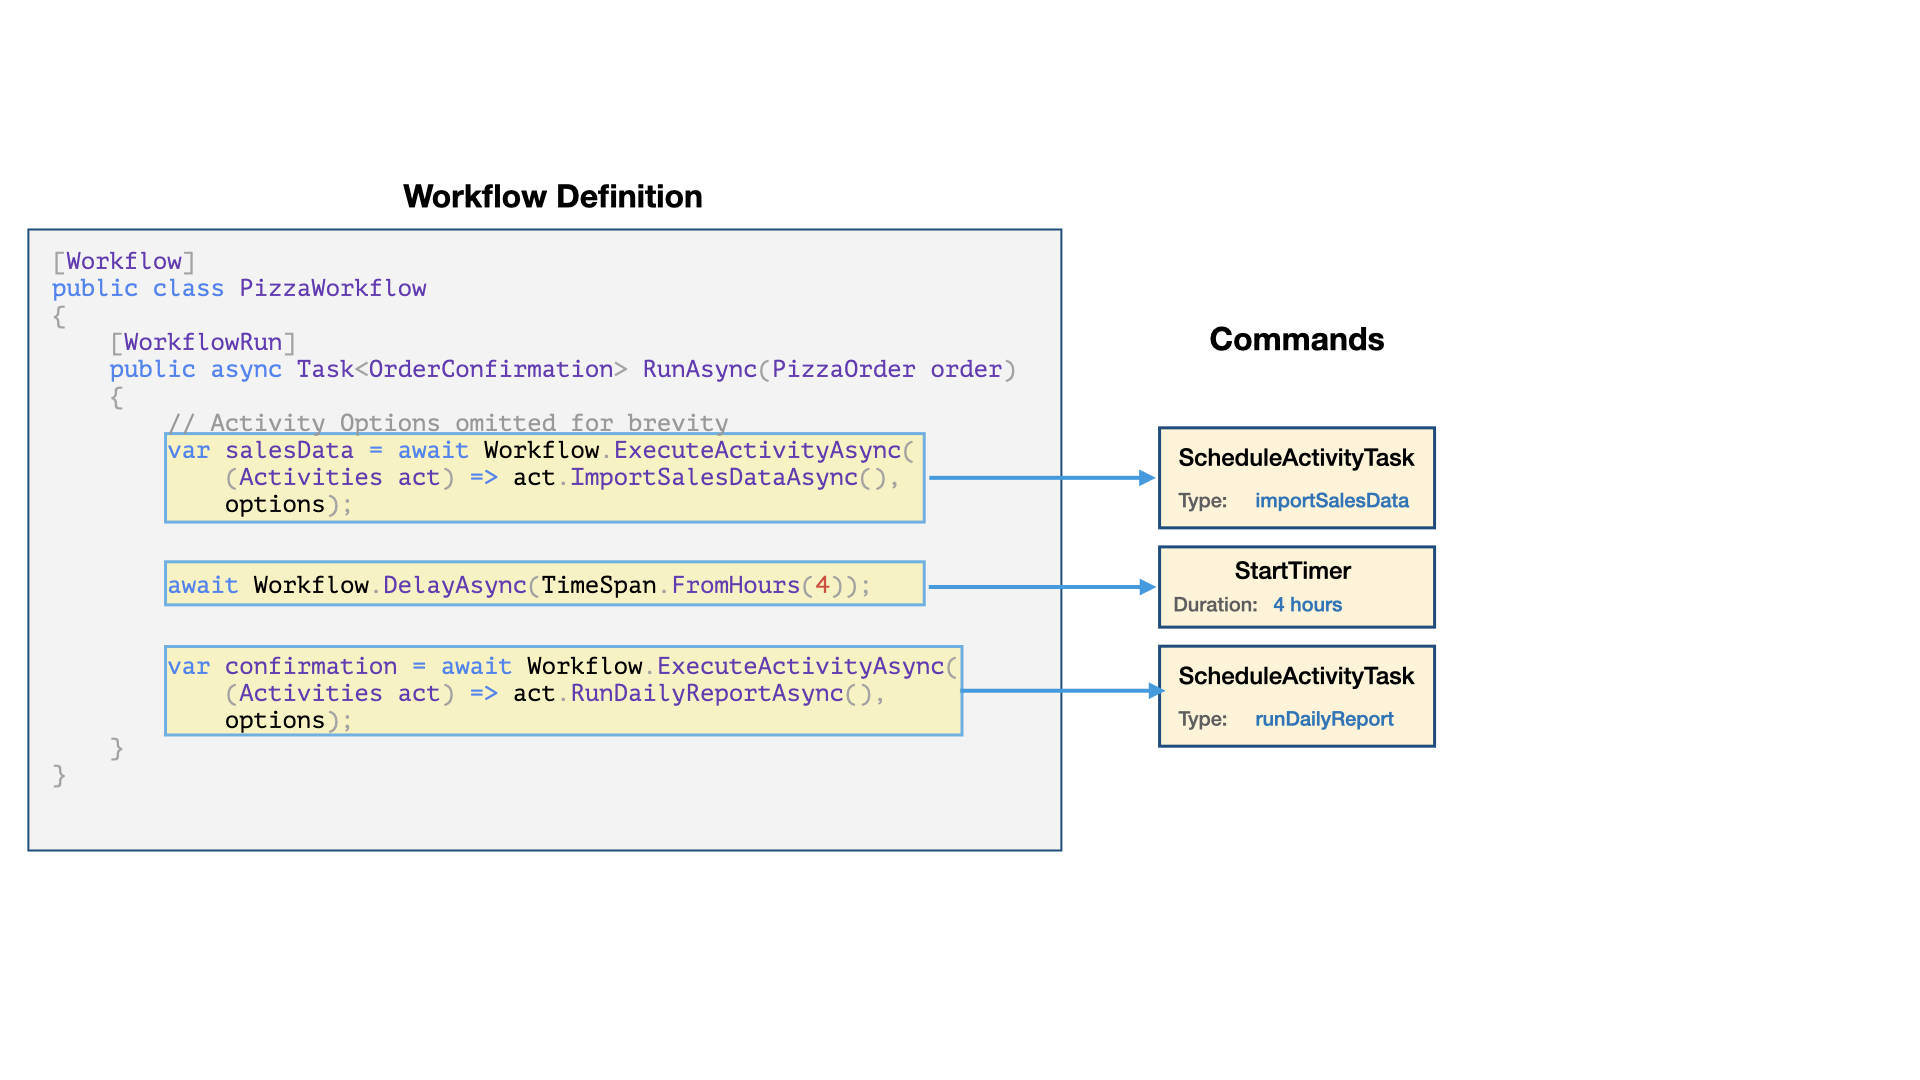 Workflow Definition
[Workflow]
public class PizzaWorkflow
{
    [WorkflowRun]
    public async Task<OrderConfirmation> RunAsync(PizzaOrder order)
    {
        // Activity Options omitted for brevity
        var salesData = await Workflow.ExecuteActivityAsync(
            (Activities act) => act.ImportSalesDataAsync(),
            options);
        await Workflow.DelayAsync(TimeSpan.FromHours(4));
        var confirmation = await Workflow.ExecuteActivityAsync(
            (Activities act) => act.RunDailyReportAsync(),
            options);
    }
}
Commands
ScheduleActivityTask
Type: importSalesData
StartTimer
Duration: 4 hours
ScheduleActivityTask
Type: runDailyReport